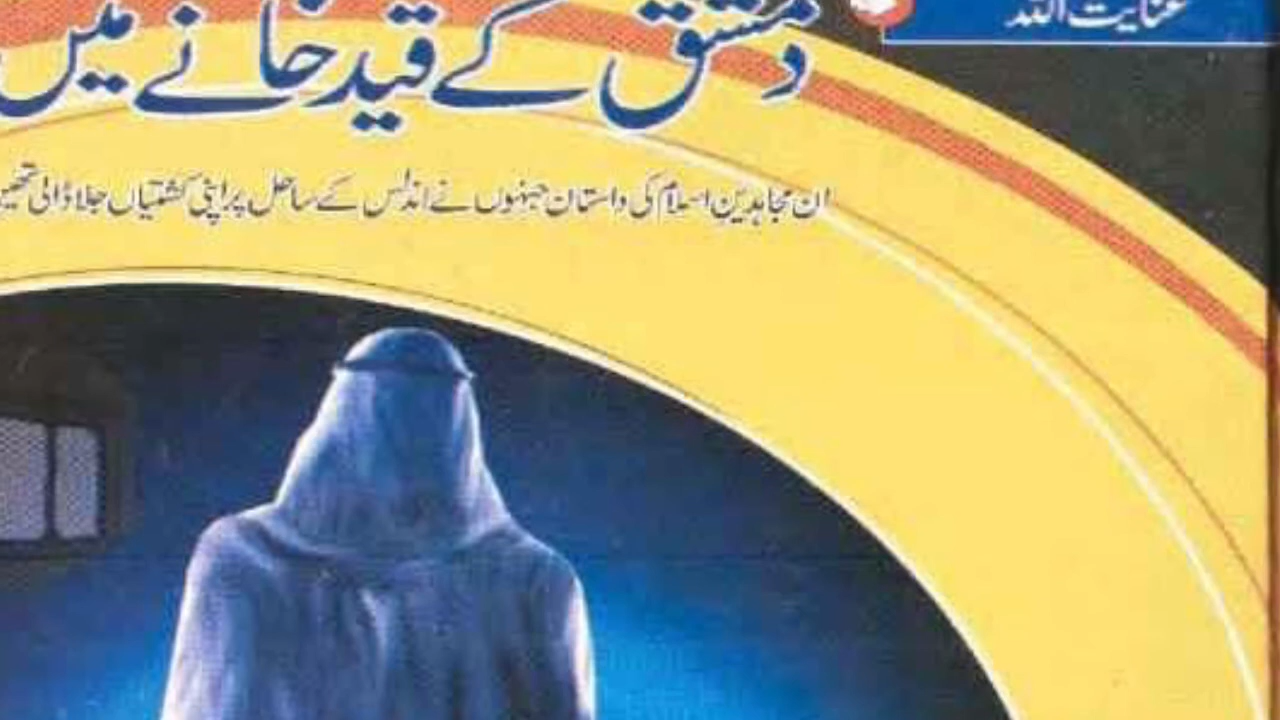 عنایت اللہ
دمشق کے قید خانے میں
ان مجاہدینِ اسلام کی داستان جنہوں نے اندلس کے ساحل پر اپنی کشتیاں جلا ڈالی تھیں